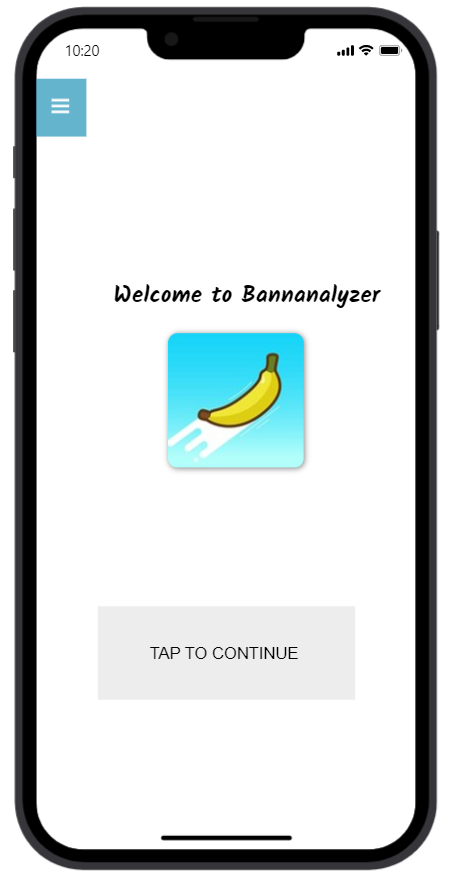 10:20
Welcome to Bannanalyzer
TAP TO CONTINUE